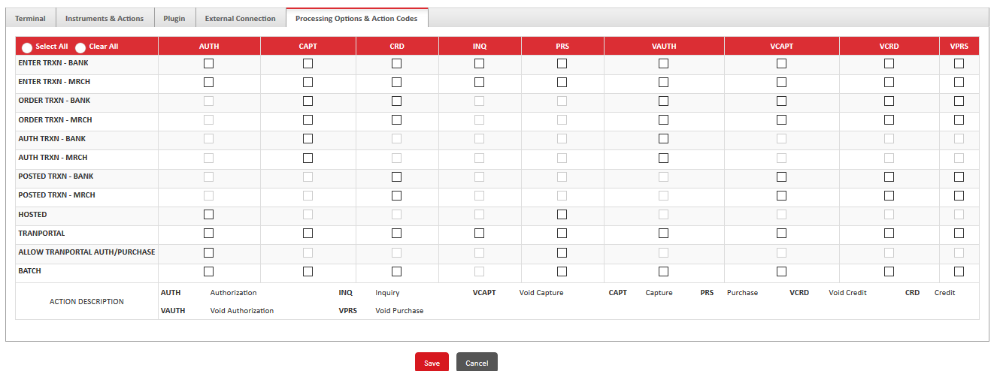 Terminal Instruments & Actions Plugin External Connection Processing Options & Action Codes
Select All Clear All AUTH CAPT CRD INQ PRS VAUTH VCAPT VCRD VPRS
ENTER TRXN - BANK
ENTER TRXN - MRCH
ORDER TRXN - BANK
ORDER TRXN - MRCH
AUTH TRXN - BANK
AUTH TRXN - MRCH
POSTED TRXN - BANK
POSTED TRXN - MRCH
HOSTED
TRANPORTAL
ALLOW TRANPORTAL AUTH/PURCHASE
BATCH
ACTION DESCRIPTION
AUTH Authorization INQ Inquiry VCAPT Void Capture CAPT Capture PRS Purchase VCRD Void Credit CRD Credit
VAUTH Void Authorization VPRS Void Purchase
Save Cancel